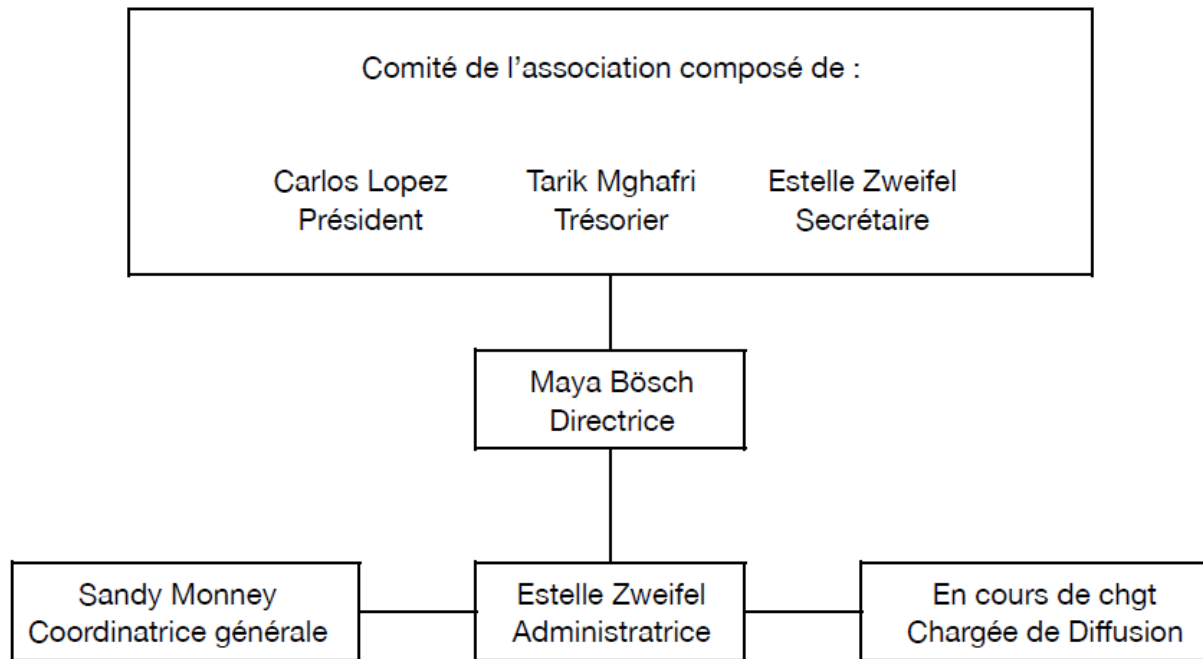 Comité de l’association composé de :
Carlos Lopez
Président
Tarik Mghafri
Trésorier
Estelle Zweifel
Secrétaire
Maya Bösch
Directrice
Sandy Monney
Coordinatrice générale
Estelle Zweifel
Administratrice
En cours de chgt
Chargée de Diffusion